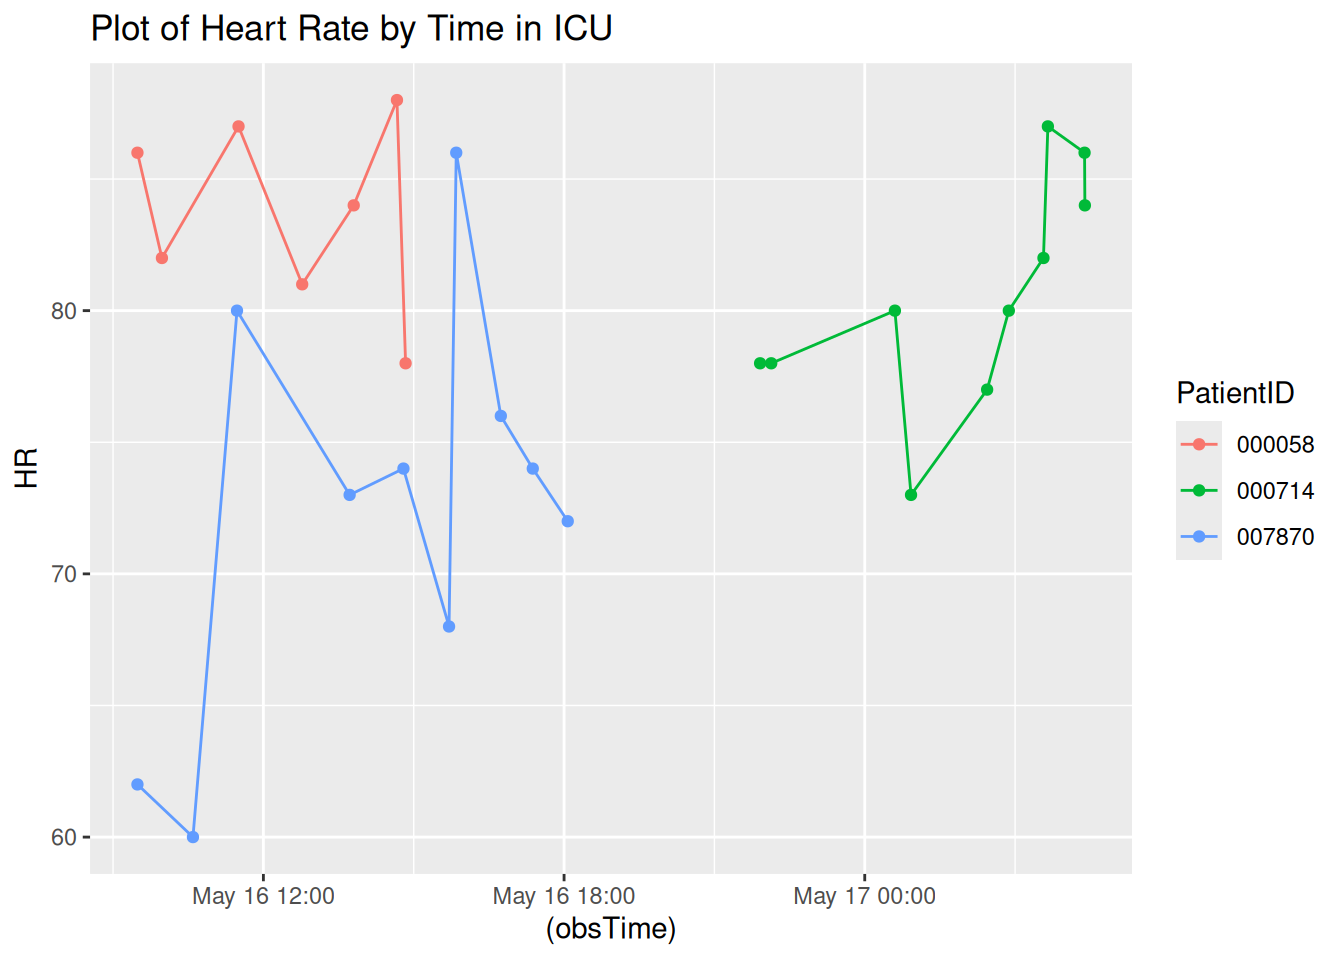 Plot of Heart Rate by Time in ICU
HR
80
70
60
May 16 12:00
May 16 18:00
May 17 00:00
(obsTime)
PatientID
000058
000714
007870